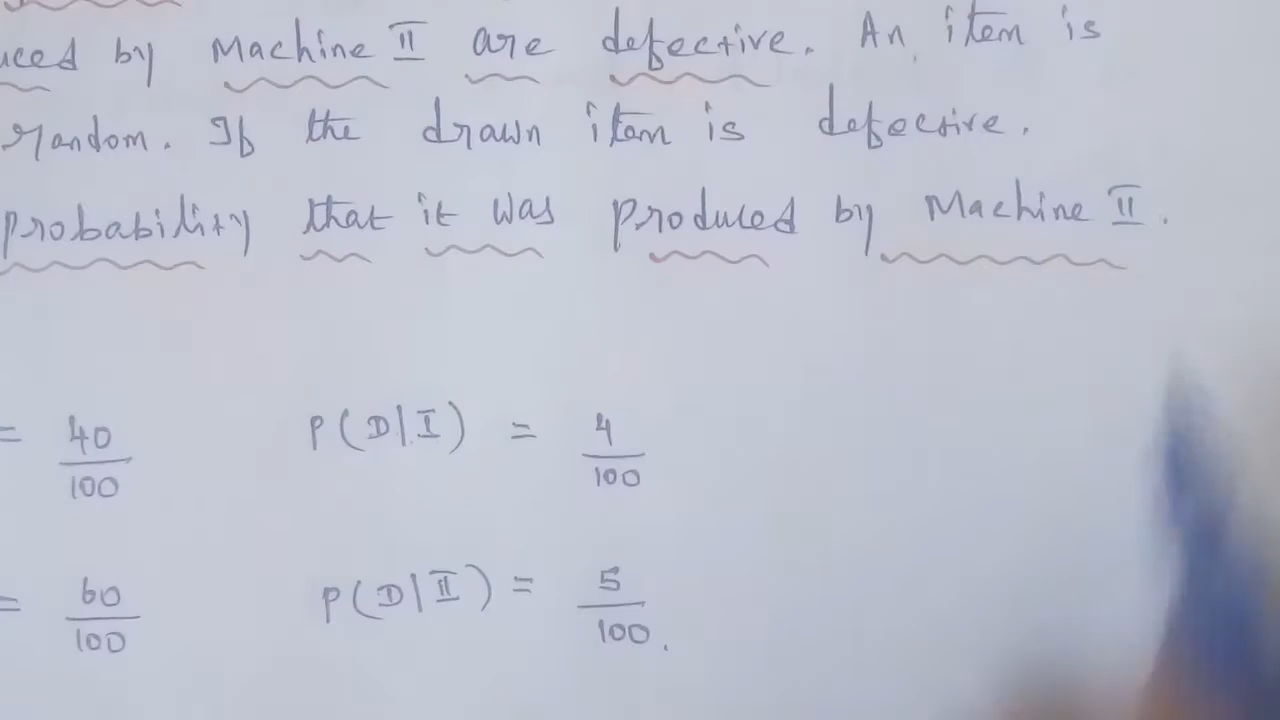 uced by Machine II are defective. An item is
random. If the drawn item is defective.
probability that it was produced by Machine II.
= 40/100 P(D|I) = 4/100
= 60/100 P(D|II) = 5/100.